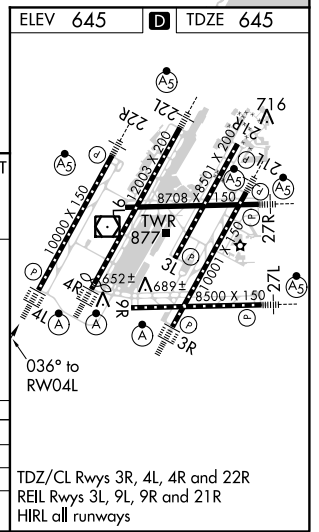 ELEV 645 D TDZE 645
A5
22L
716
22R
A5
P
21R
T
8501 X 200
A5
21L
A5
P
12003 X 200
10000 X 150
9L
8708 X 150
P
27R
TWR
877
3L
10001 X 150
27L
P
4R
652±
689±
8500 X 150
P
A5
4L
9R
P
A
A
A
3R
036° to
RW04L
TDZ/CL Rwys 3R, 4L, 4R and 22R
REIL Rwys 3L, 9L, 9R and 21R
HIRL all runways